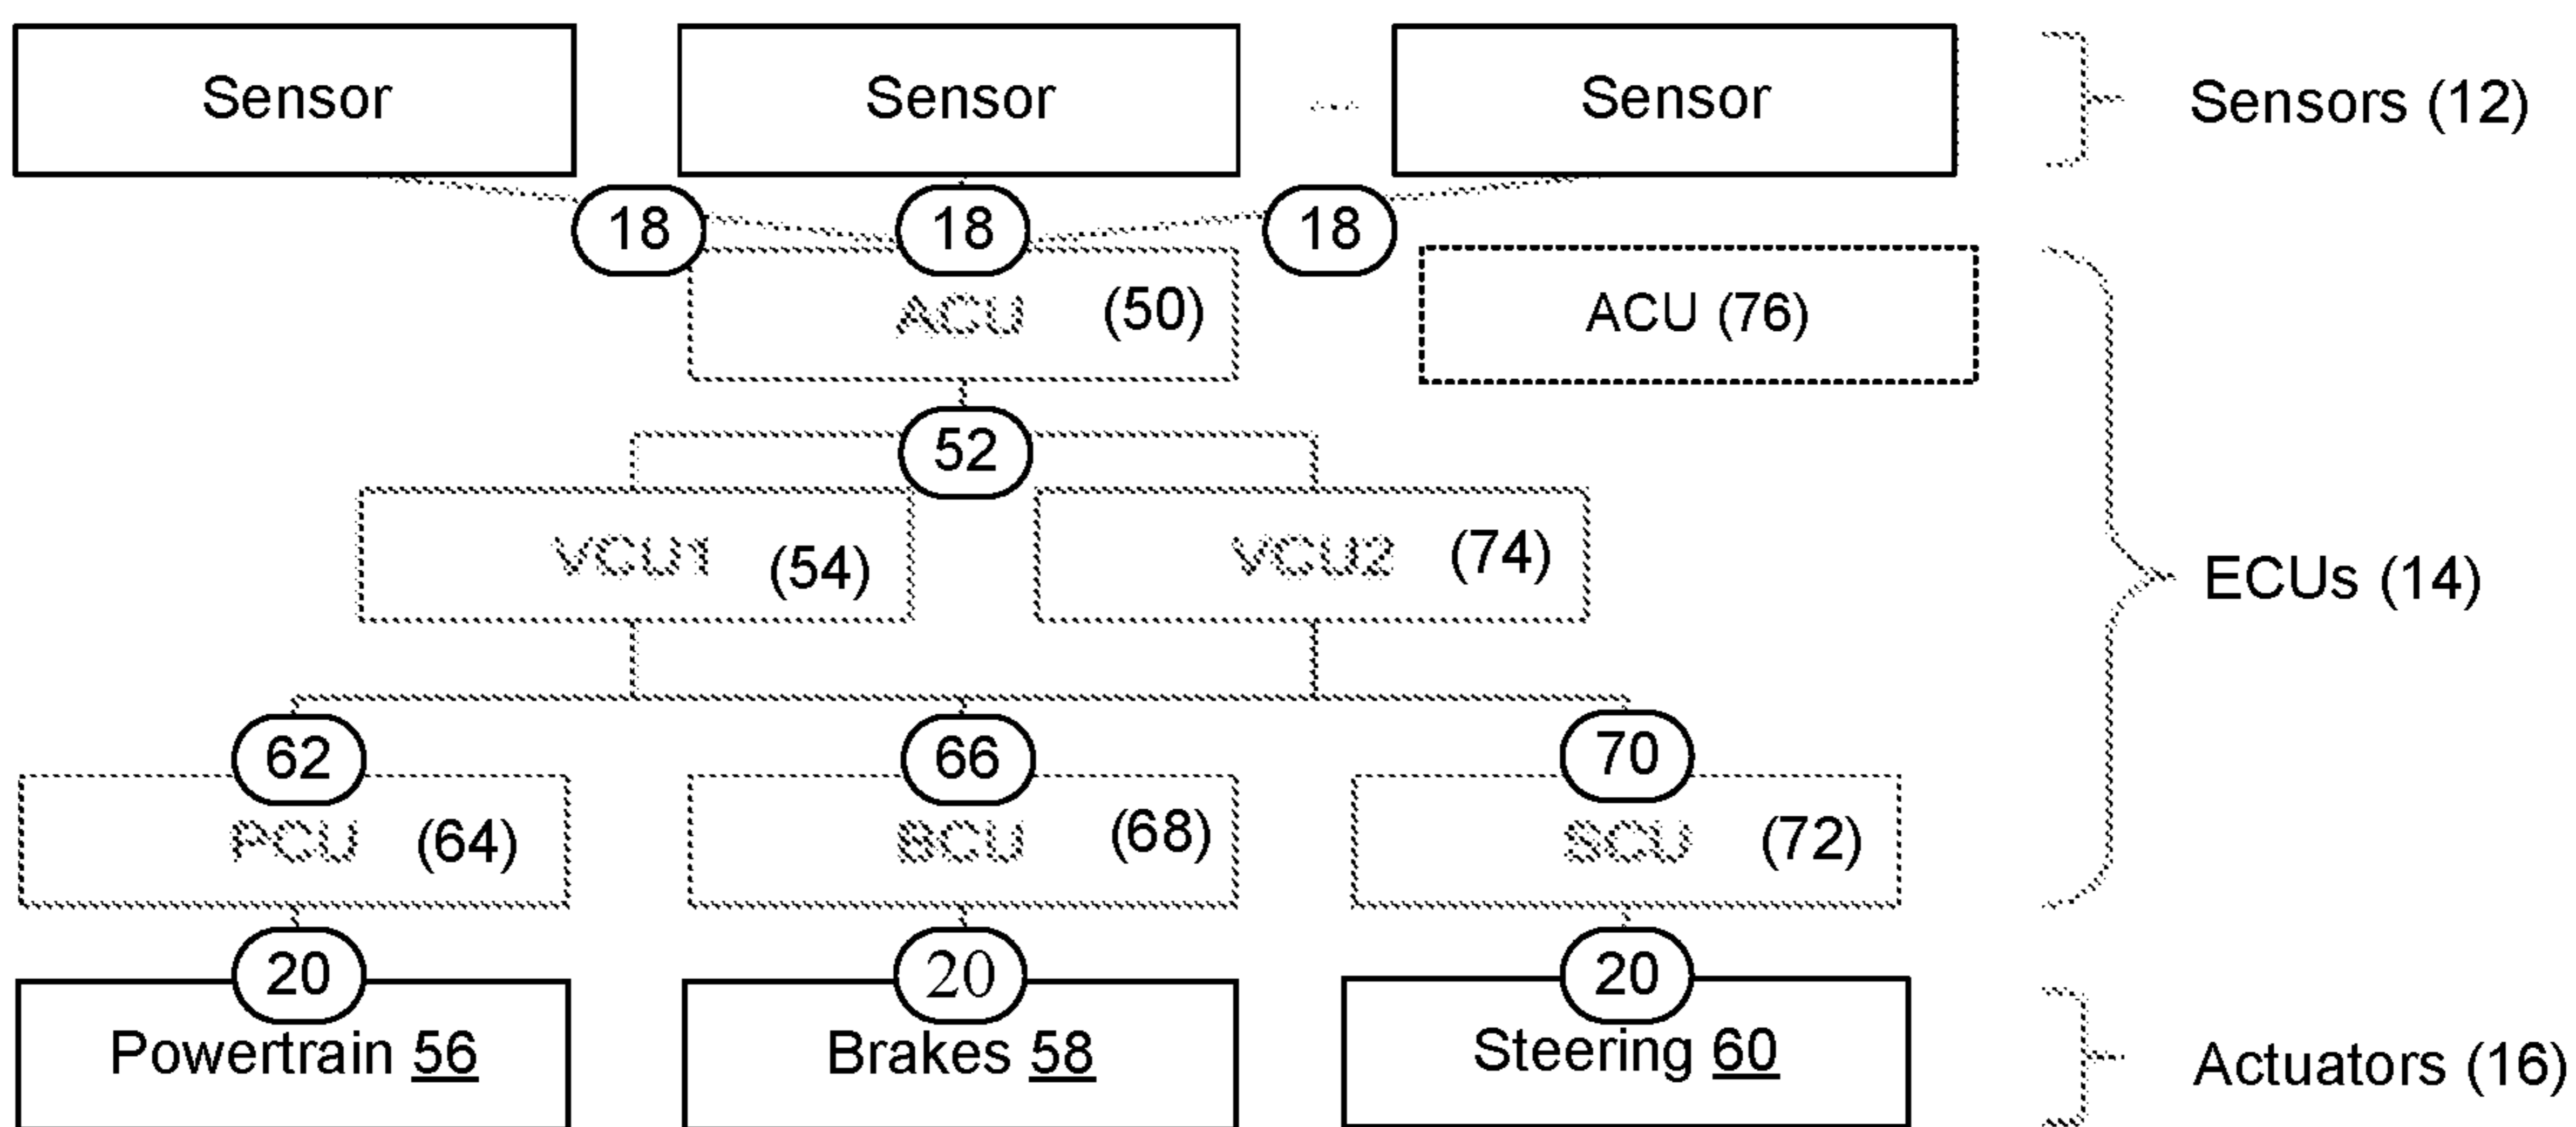 Sensor Sensor ... Sensor Sensors (12)
18 18 18
ACU (50) ACU (76)
52
VCU1 (54) VCU2 (74) ECUs (14)
62 66 70
PCU (64) BCU (68) SCU (72)
20 20 20
Powertrain 56 Brakes 58 Steering 60 Actuators (16)